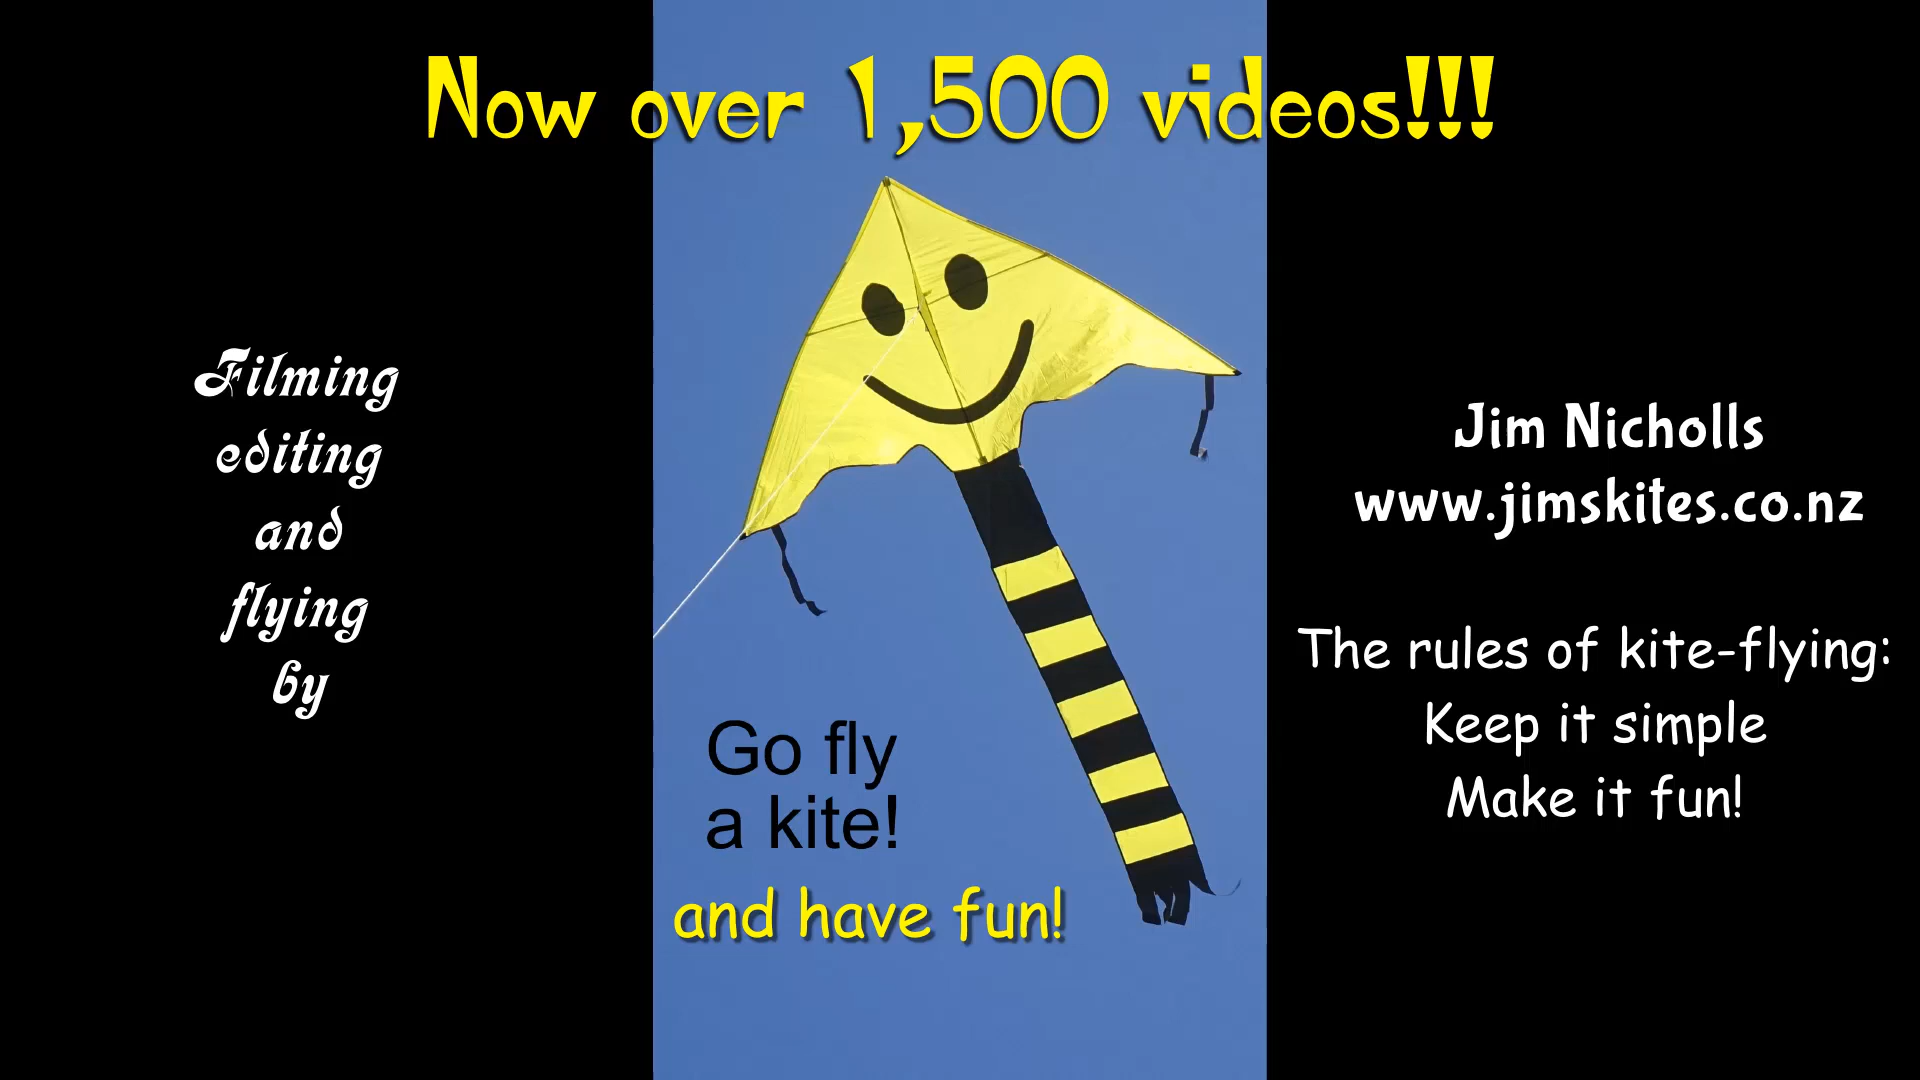 Now over 1,500 videos!!!
Filming
editing
and
flying
by
Jim Nicholls
www.jimskites.co.nz
The rules of kite-flying:
Keep it simple
Make it fun!
Go fly
a kite!
and have fun!